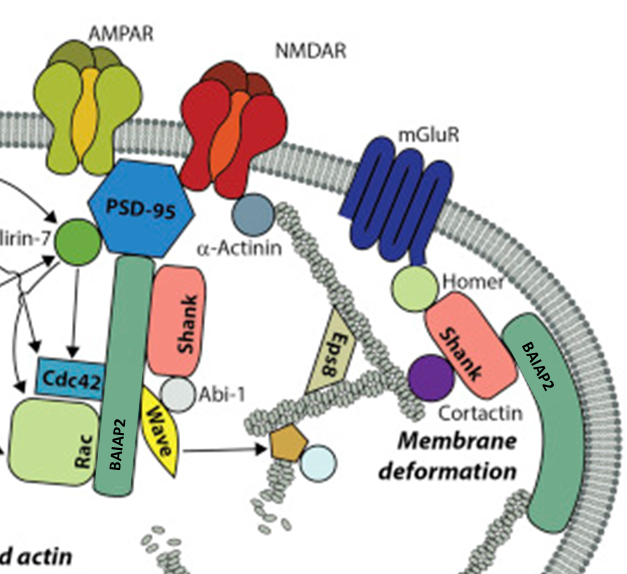 AMPAR
NMDAR
mGluR
PSD-95
lirin-7
α-Actinin
Homer
Shank
Shank
BAIAP2
Eps8
Cdc42
Abi-1
Cortactin
Wave
Rac
BAIAP2
Membrane
deformation
d actin